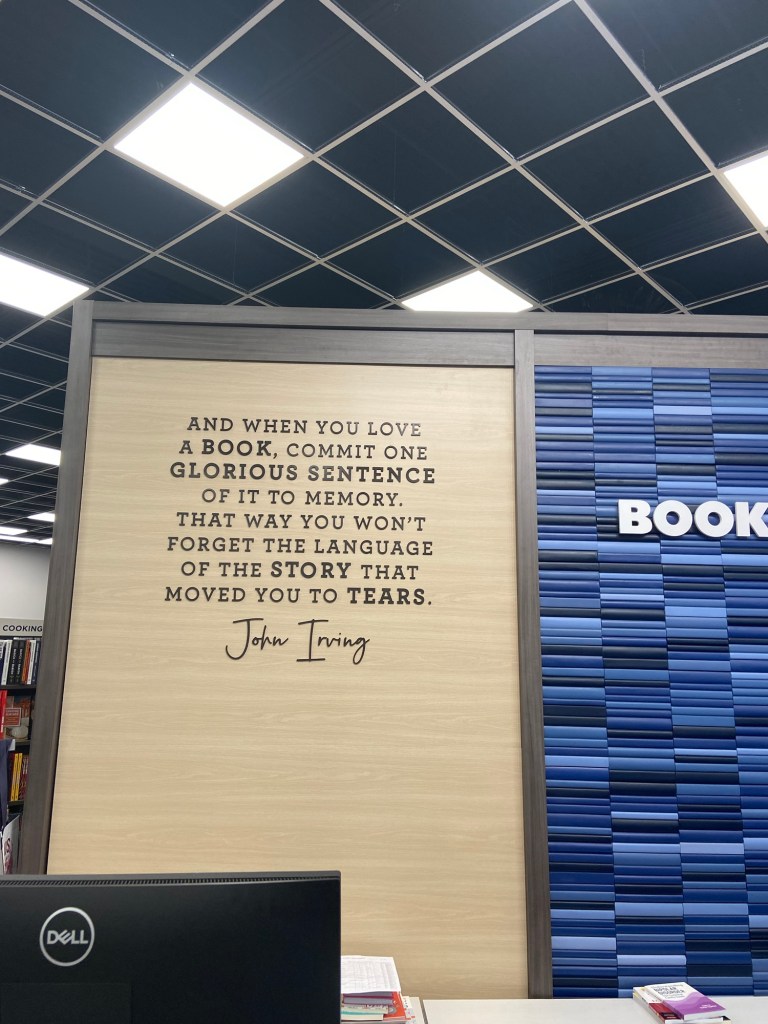 AND WHEN YOU LOVE
A BOOK, COMMIT ONE
GLORIOUS SENTENCE
OF IT TO MEMORY.
THAT WAY YOU WON'T
FORGET THE LANGUAGE
OF THE STORY THAT
MOVED YOU TO TEARS.
John Irving
BOOK
COOKING
DELL